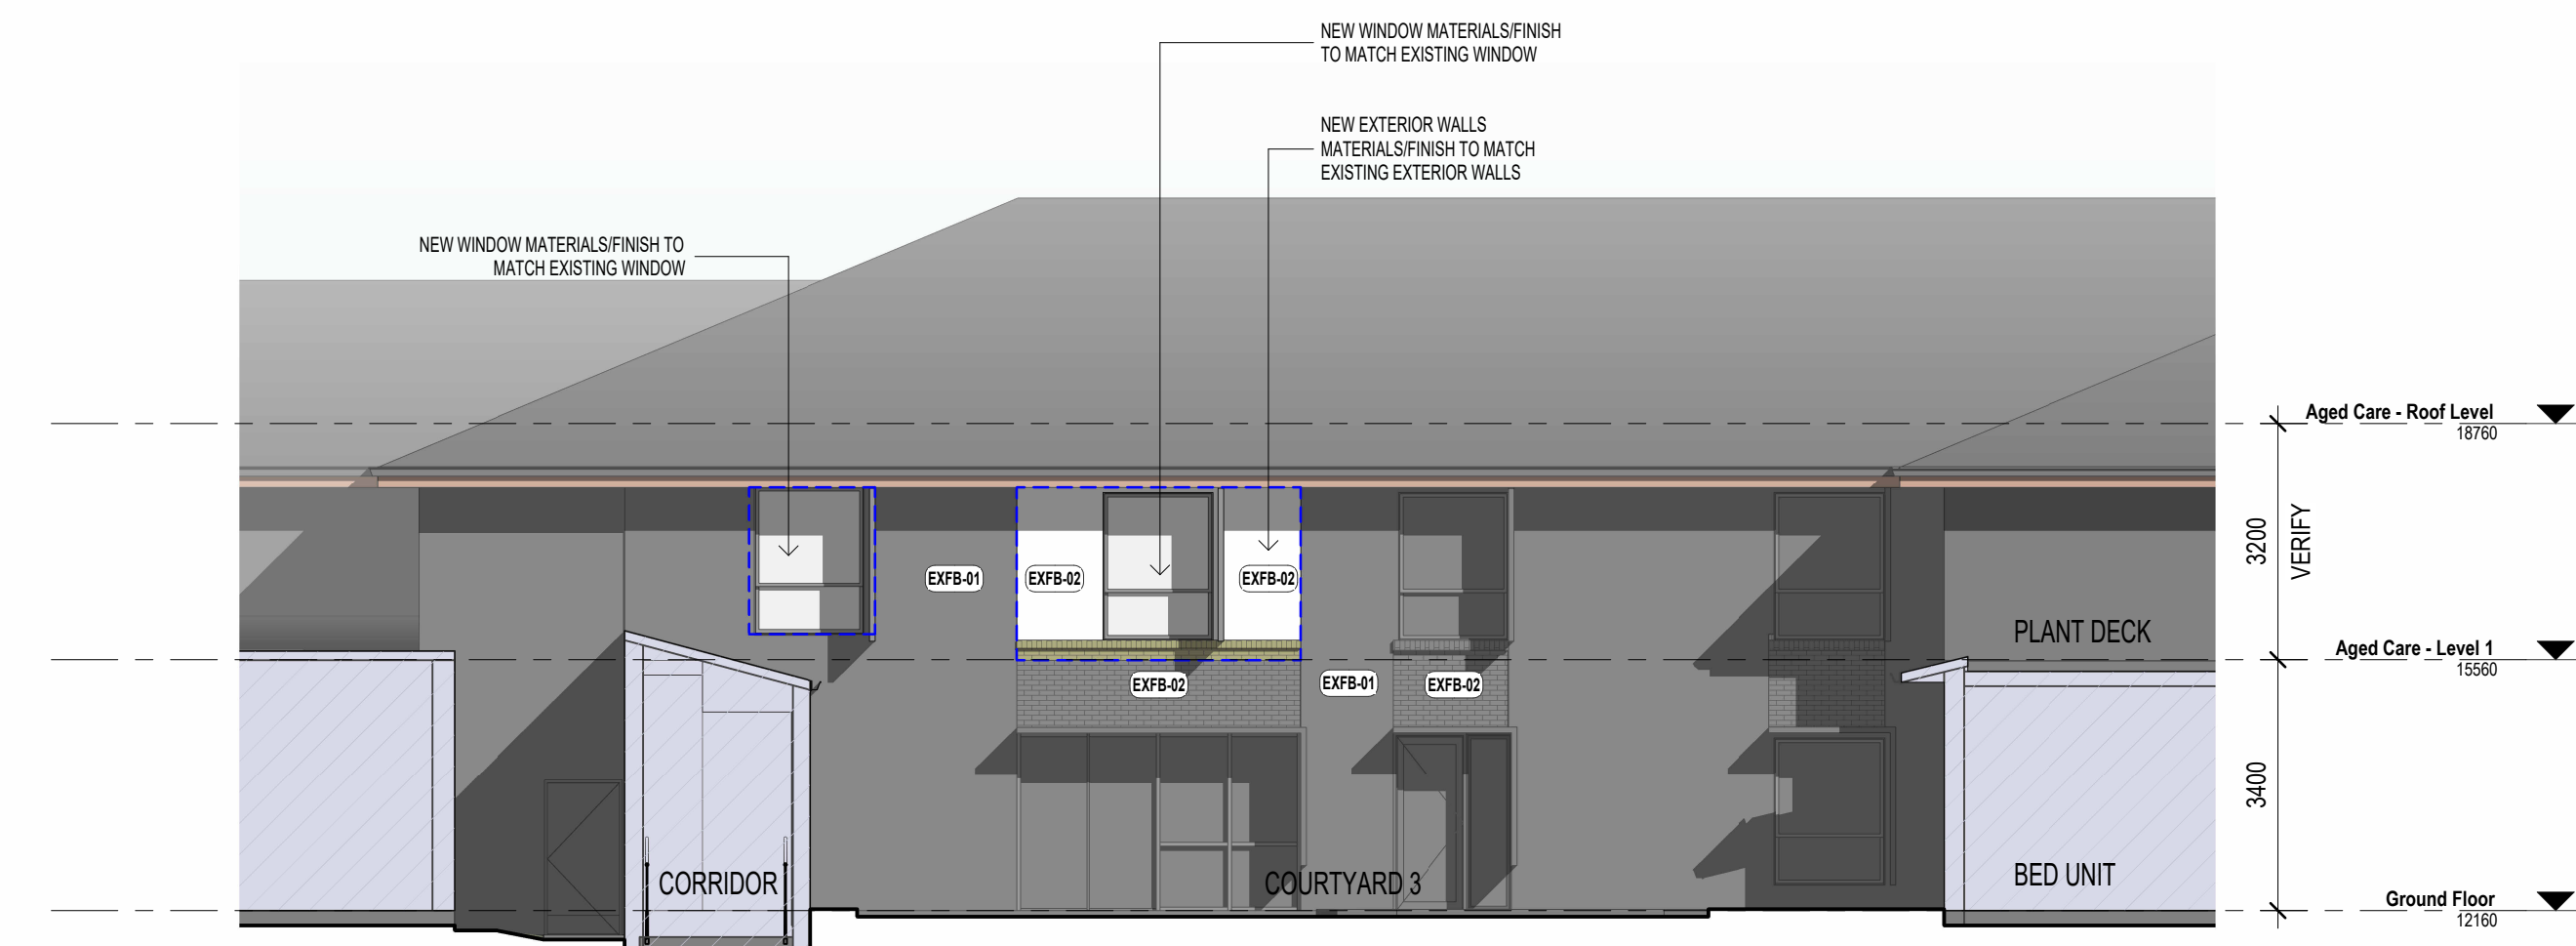 NEW WINDOW MATERIALS/FINISH
TO MATCH EXISTING WINDOW
NEW EXTERIOR WALLS
MATERIALS/FINISH TO MATCH
EXISTING EXTERIOR WALLS
NEW WINDOW MATERIALS/FINISH TO
MATCH EXISTING WINDOW
Aged Care - Roof Level
18760
3200
VERIFY
EXFB-01
EXFB-02
EXFB-02
PLANT DECK
Aged Care - Level 1
15560
EXFB-02
EXFB-01
EXFB-02
3400
CORRIDOR
COURTYARD 3
BED UNIT
Ground Floor
12160